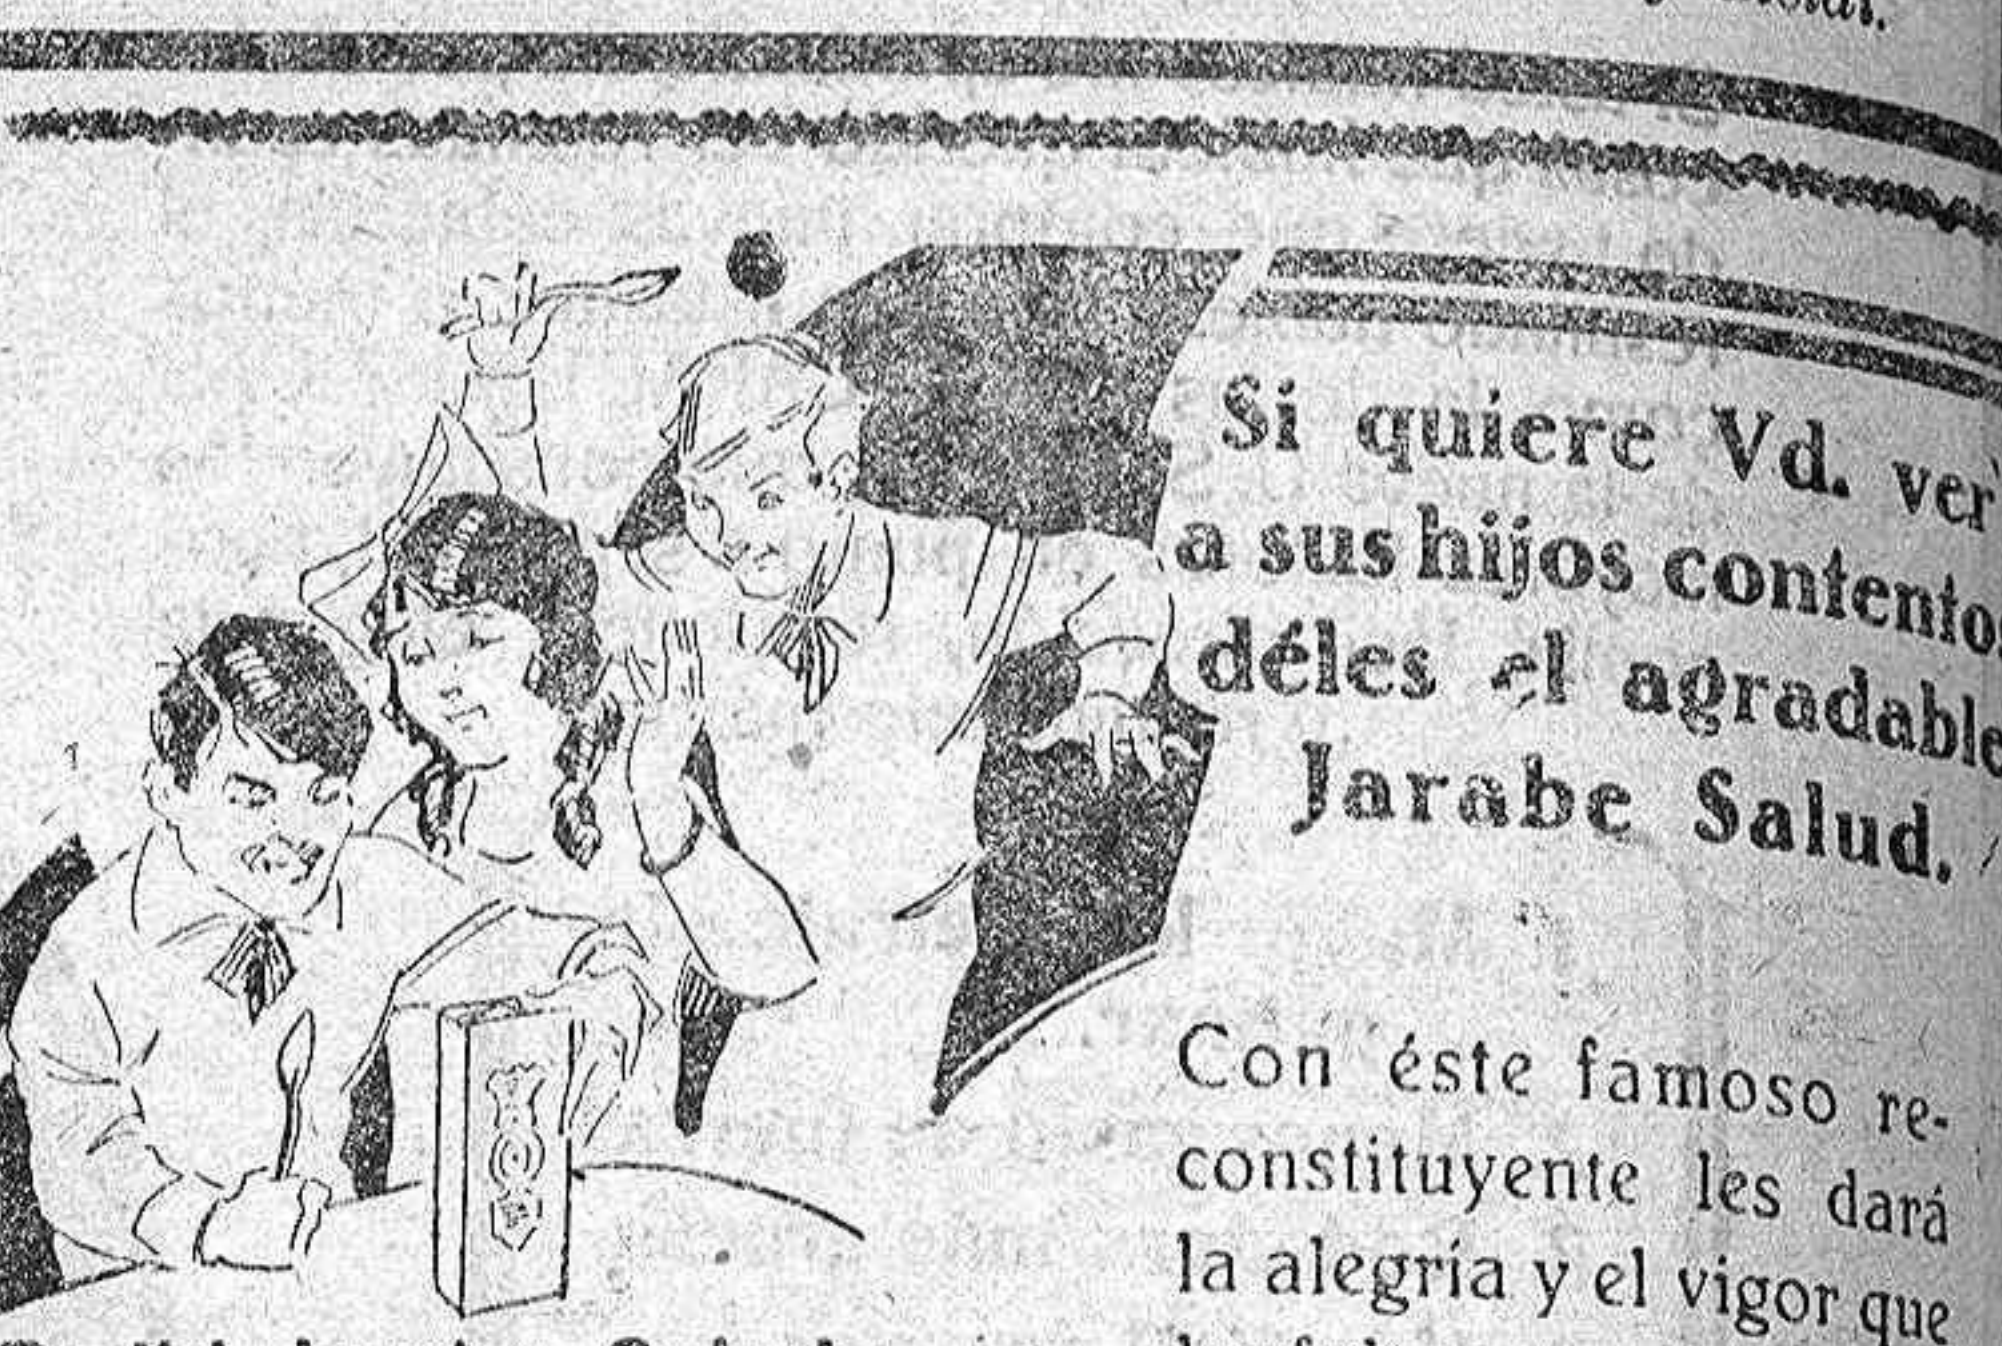 Si quiere Vd. ver
a sus hijos contentos
déles el agradable
Jarabe Salud.
Con éste famoso re-
constituyente les dará
la alegría y el vigor que